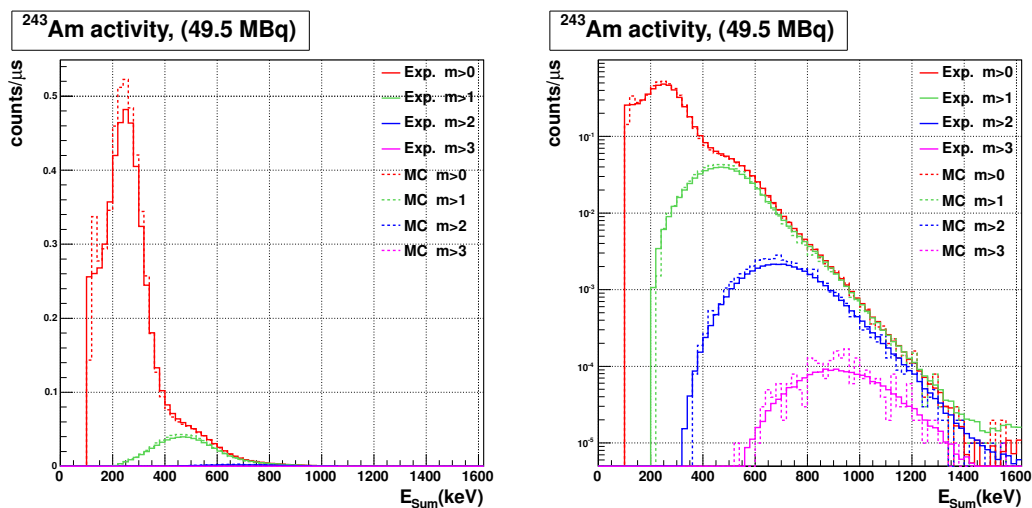 ²⁴³Am activity, (49.5 MBq)
counts/μs
0.5
0.4
0.3
0.2
0.1
0
Exp. m>0
Exp. m>1
Exp. m>2
Exp. m>3
MC m>0
MC m>1
MC m>2
MC m>3
0 200 400 600 800 1000 1200 1400 1600
E_Sum(keV)
²⁴³Am activity, (49.5 MBq)
counts/μs
10⁻¹
10⁻²
10⁻³
10⁻⁴
10⁻⁵
Exp. m>0
Exp. m>1
Exp. m>2
Exp. m>3
MC m>0
MC m>1
MC m>2
MC m>3
0 200 400 600 800 1000 1200 1400 1600
E_Sum(keV)